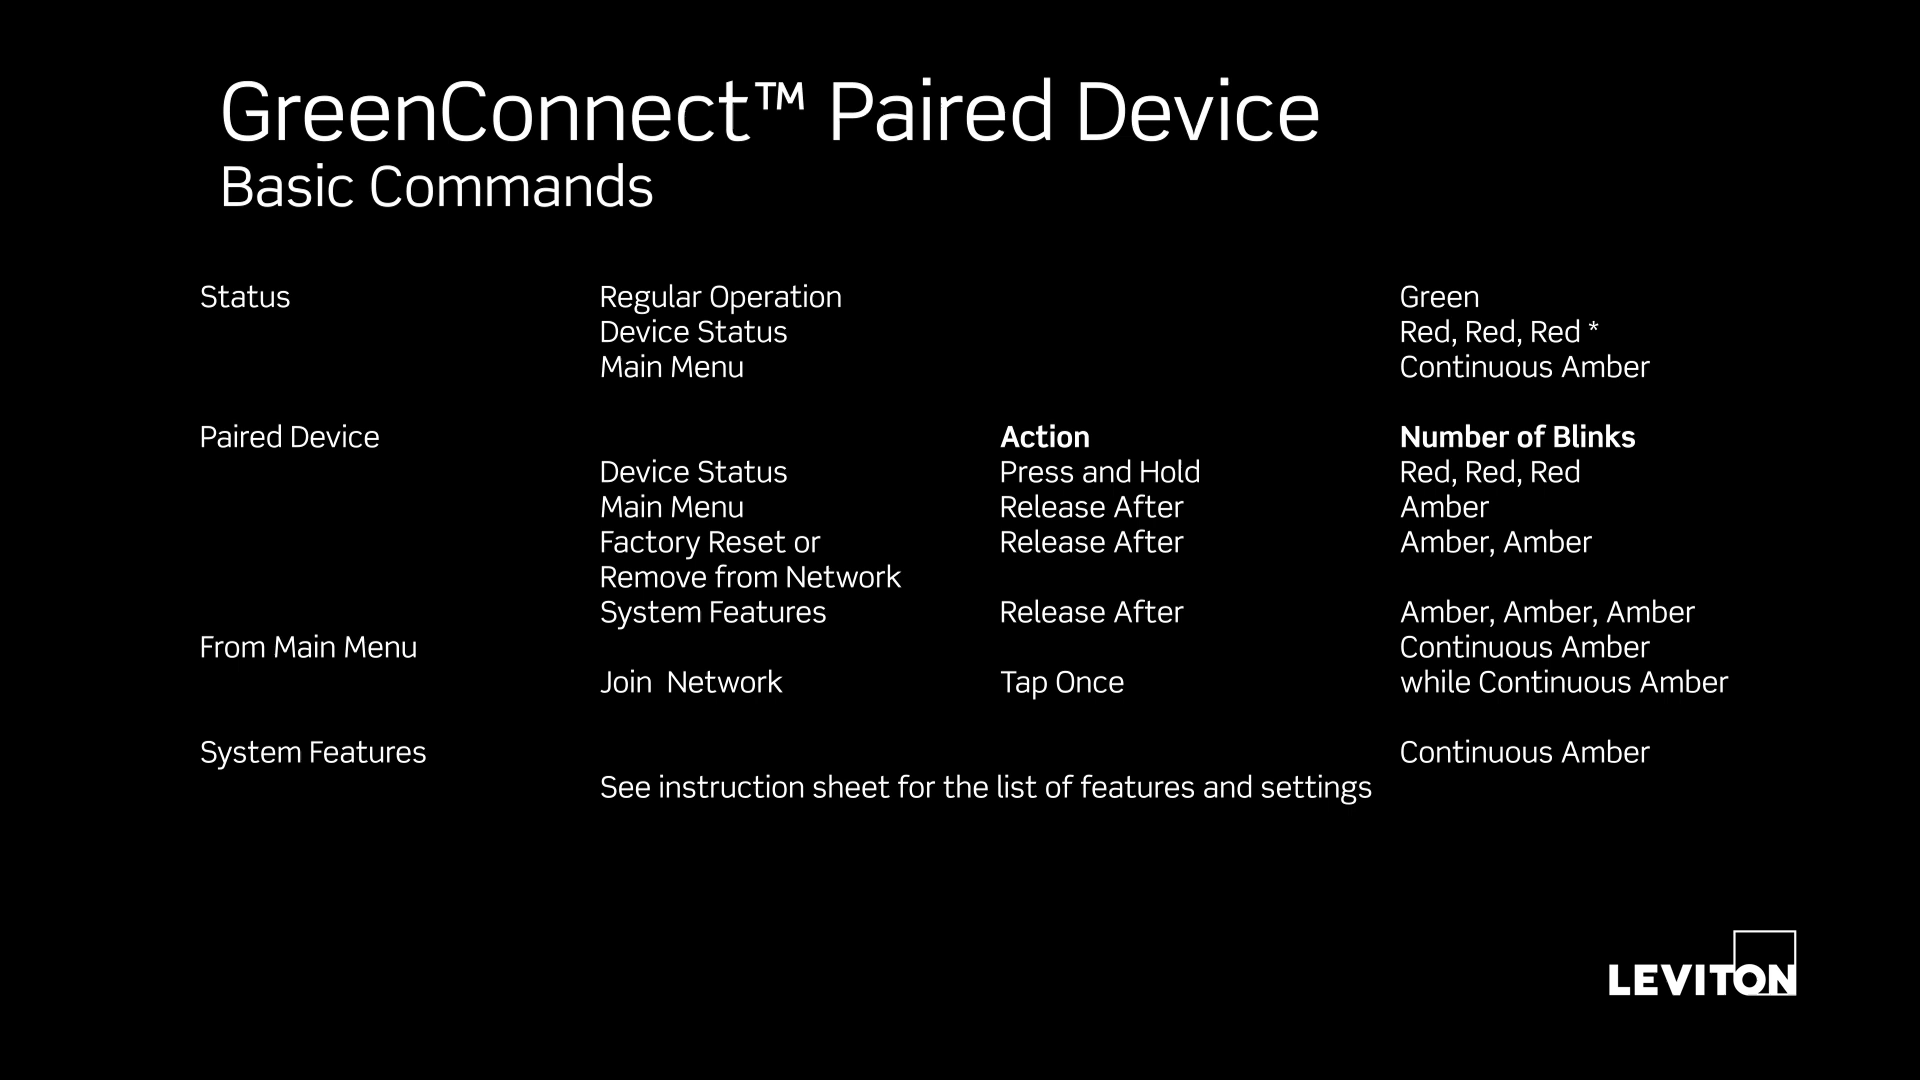 GreenConnect™ Paired Device
Basic Commands
Status Regular Operation Green
Device Status Red, Red, Red *
Main Menu Continuous Amber
Paired Device Action Number of Blinks
Device Status Press and Hold Red, Red, Red
Main Menu Release After Amber
Factory Reset or Release After Amber, Amber
Remove from Network
System Features Release After Amber, Amber, Amber
From Main Menu Continuous Amber
Join Network Tap Once while Continuous Amber
System Features Continuous Amber
See instruction sheet for the list of features and settings
LEVITON